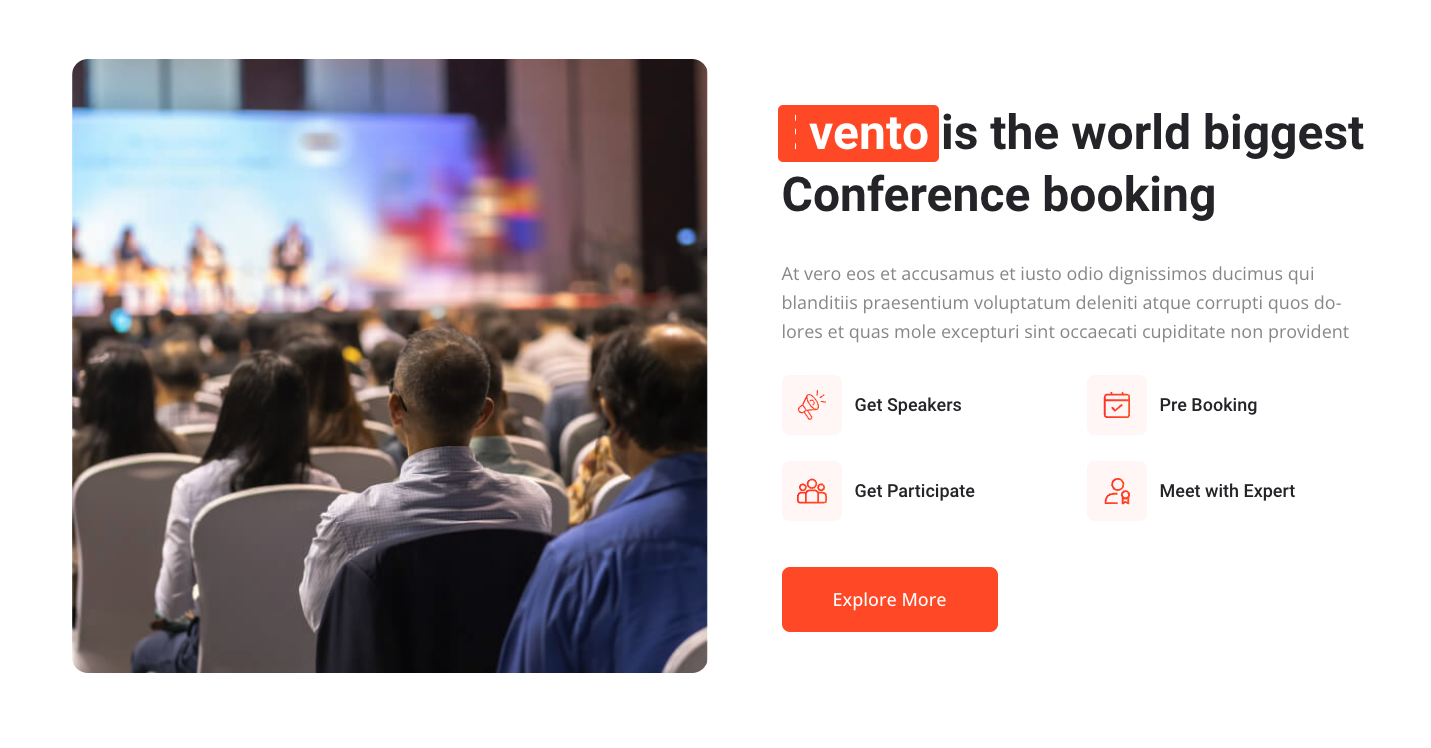 vento is the world biggest
Conference booking
At vero eos et accusamus et iusto odio dignissimos ducimus qui
blanditiis praesentium voluptatum deleniti atque corrupti quos do-
lores et quas mole excepturi sint occaecati cupiditate non provident
Get Speakers
Pre Booking
Get Participate
Meet with Expert
Explore More